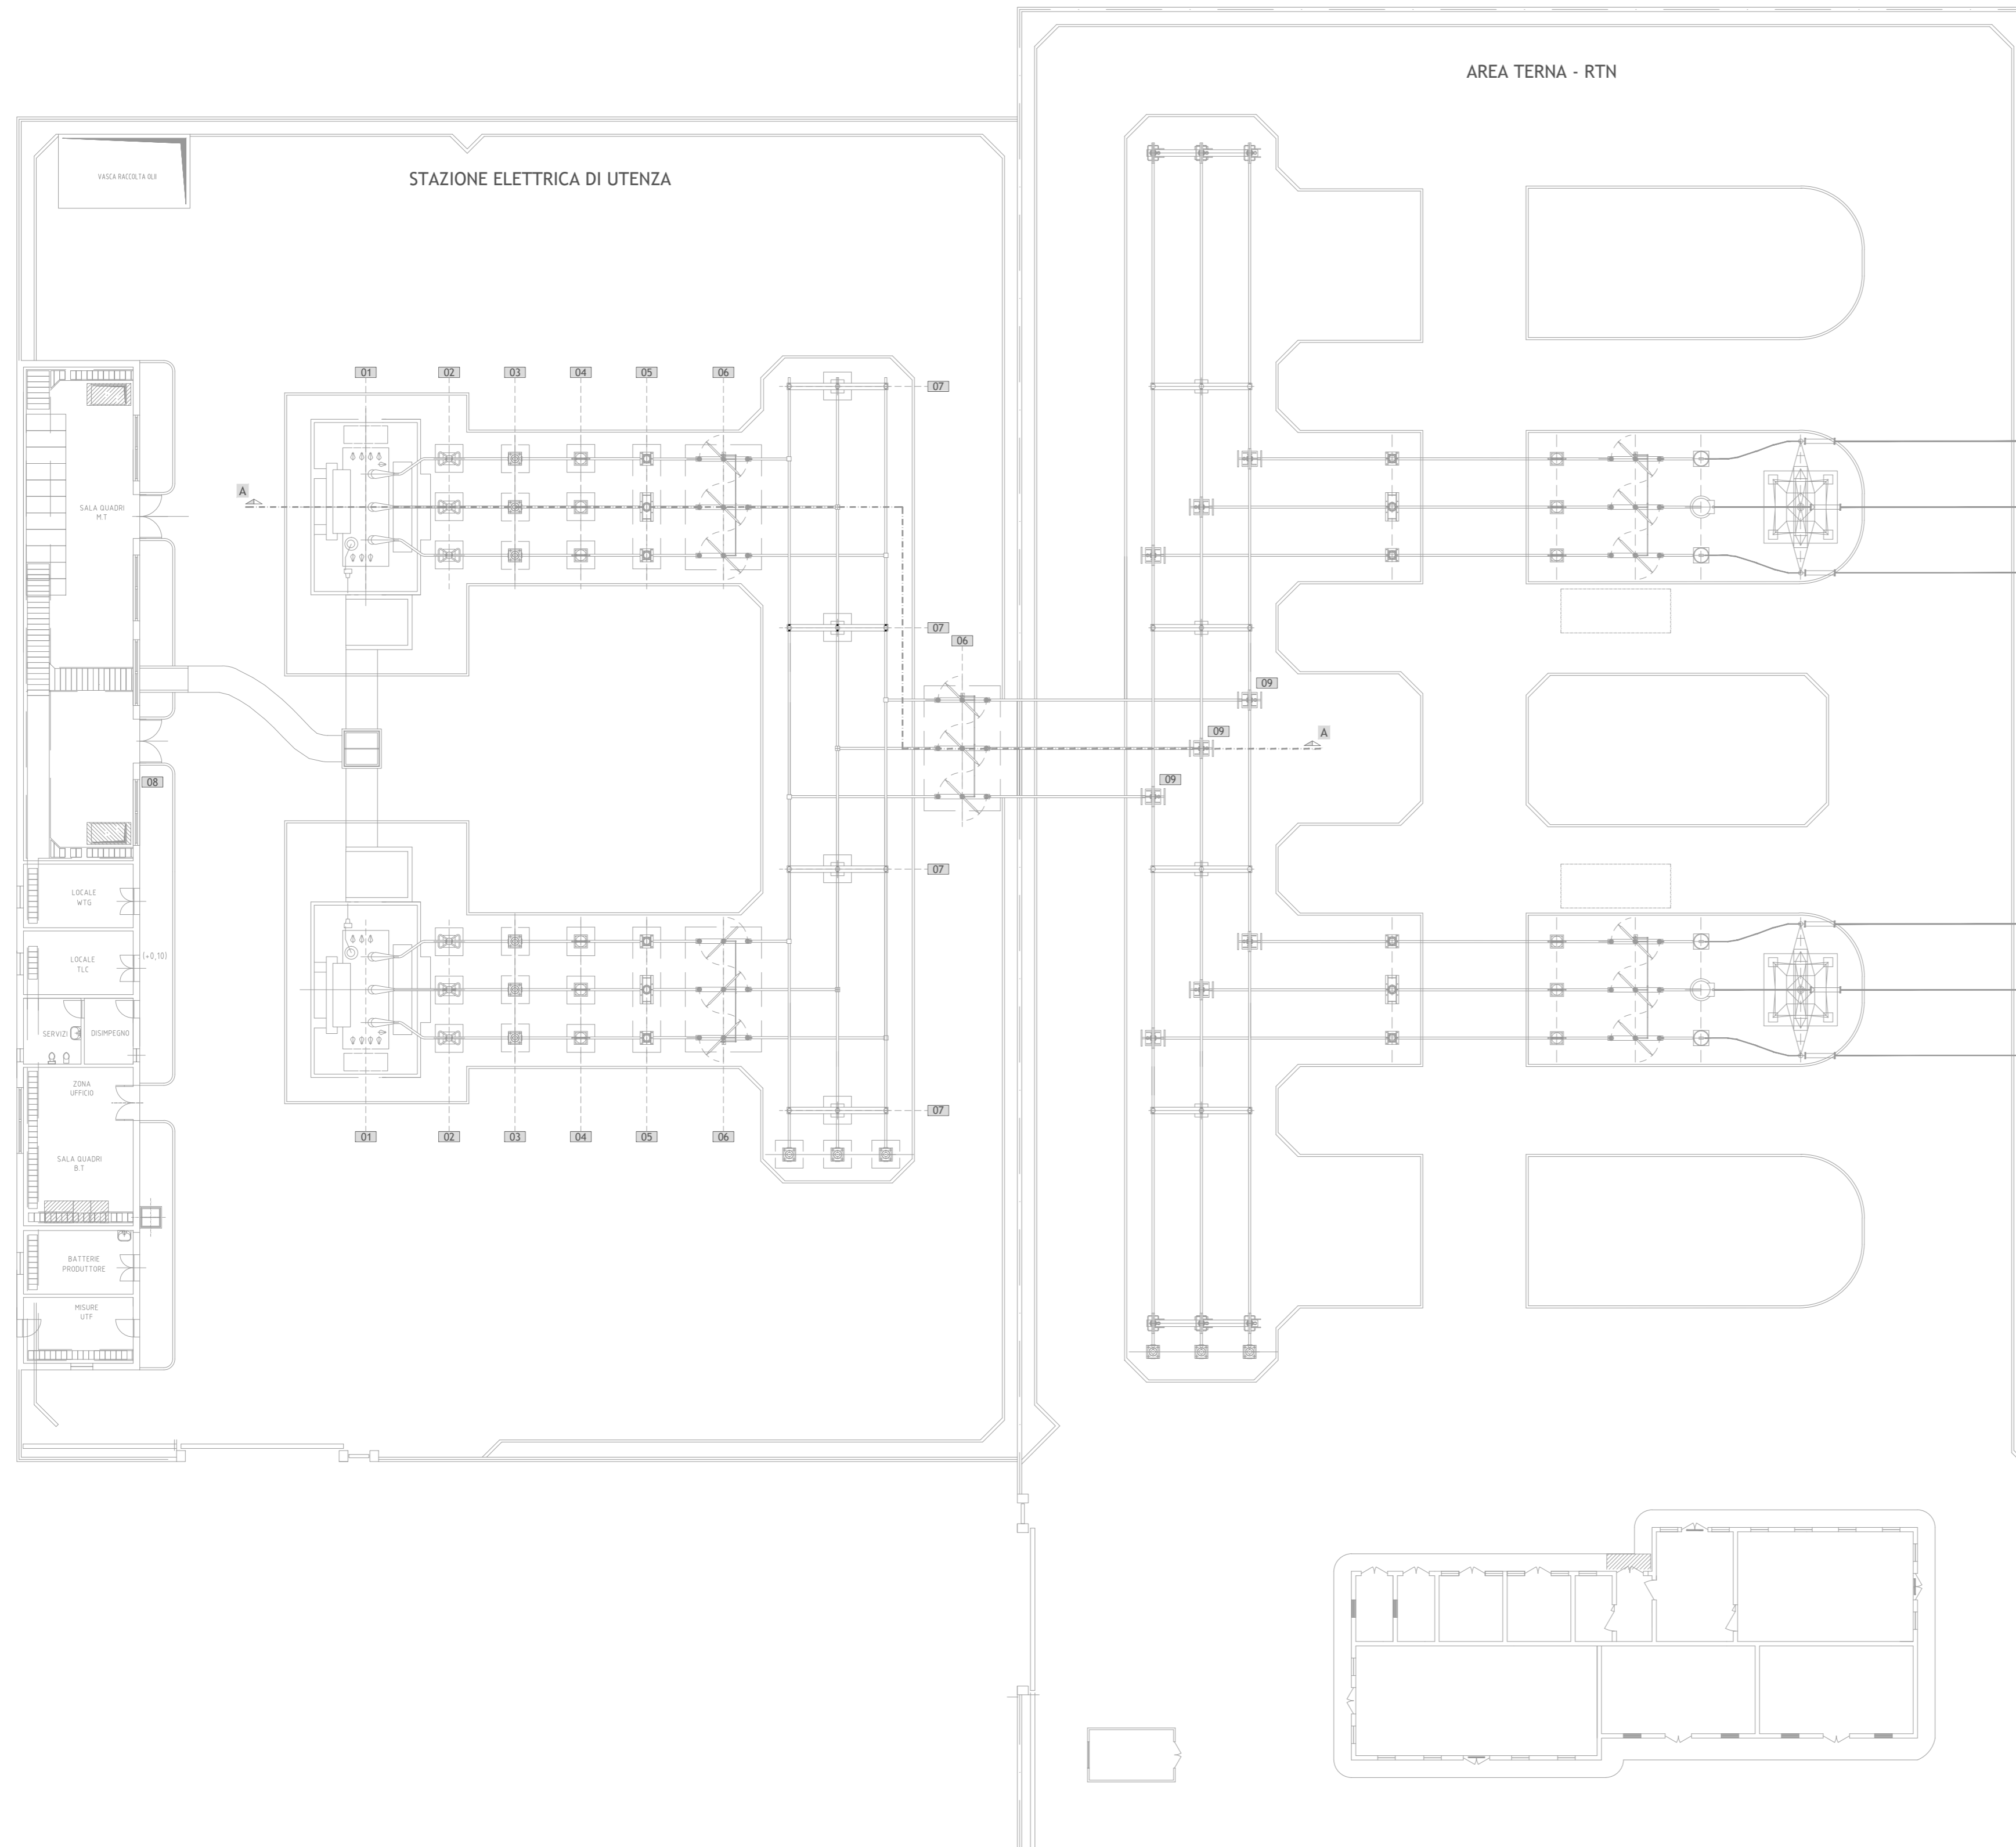 AREA TERNA - RTN
STAZIONE ELETTRICA DI UTENZA
VASCA RACCOLTA OLII
01
02
03
04
05
06
07
A
SALA QUADRI
M.T
07
06
09
09
A
09
08
07
LOCALE
WTG
LOCALE
TLC
(+0,10)
SERVIZI
DISIMPEGNO
ZONA
UFFICIO
07
01
02
03
04
05
06
SALA QUADRI
B.T
BATTERIE
PRODUTTORE
MISURE
UTF